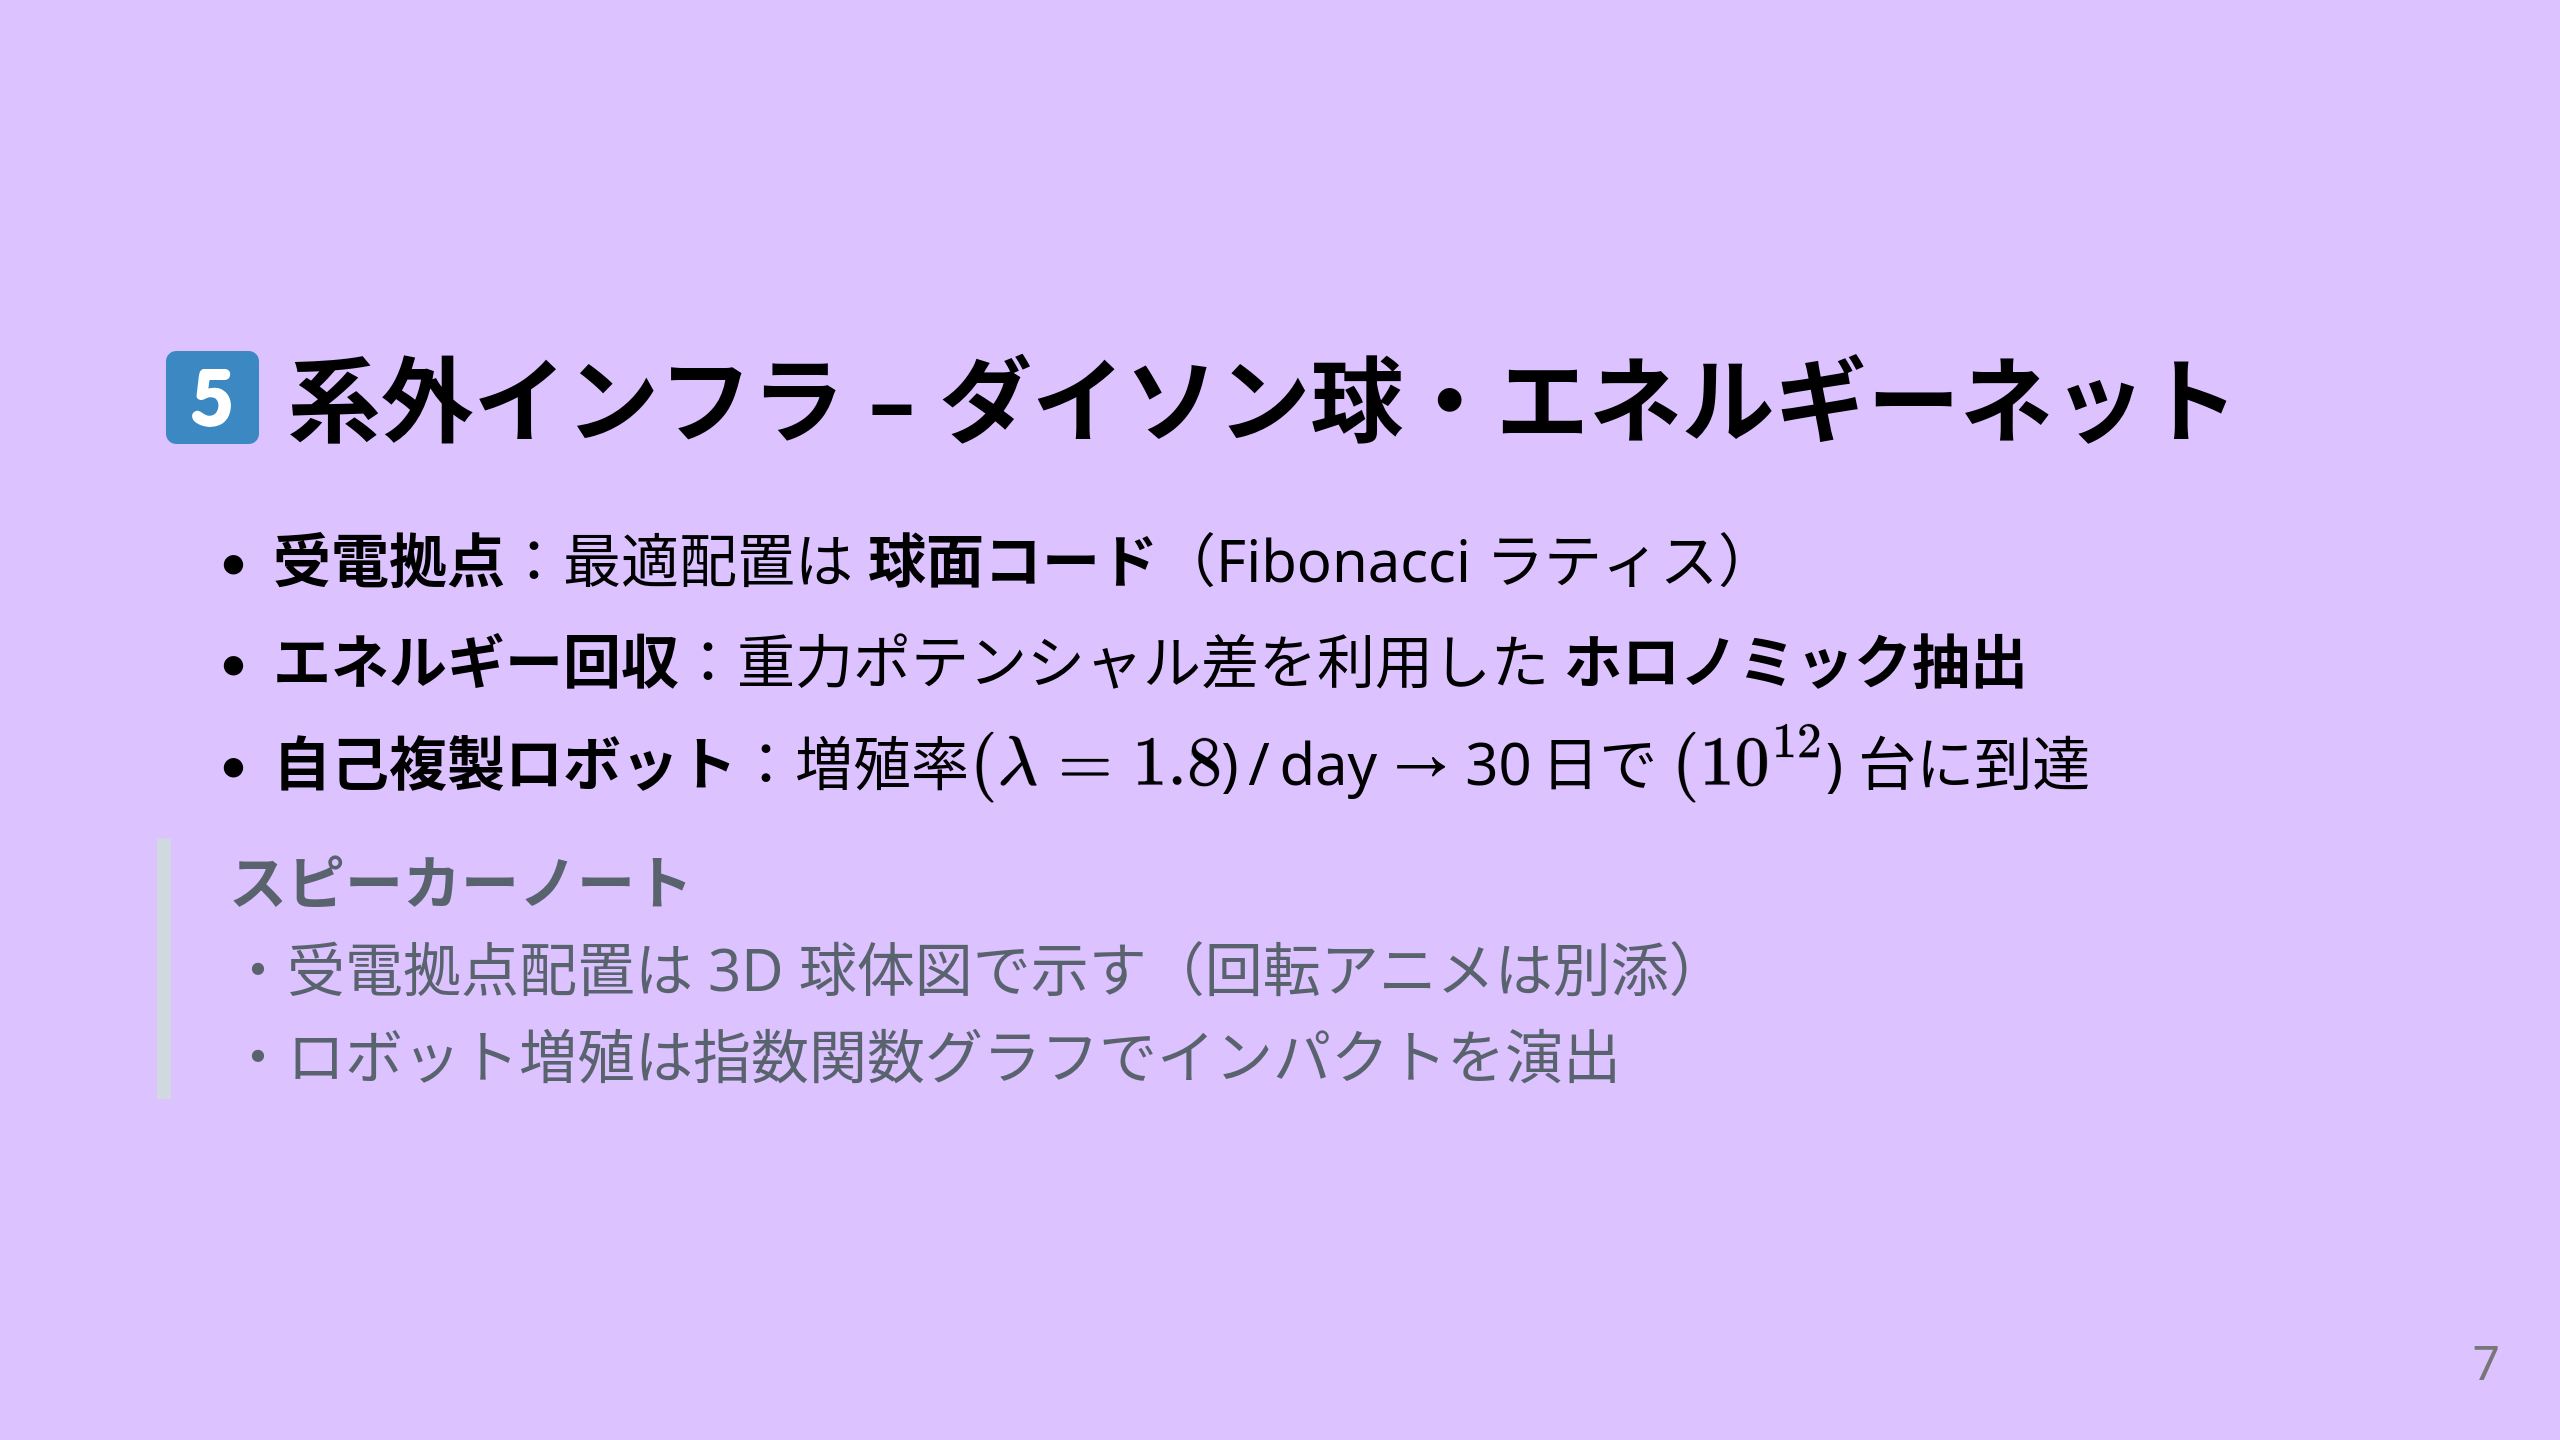 5 系外インフラ – ダイソン球・エネルギーネット
• 受電拠点：最適配置は 球面コード（Fibonacci ラティス）
• エネルギー回収：重力ポテンシャル差を利用した ホロノミック抽出
• 自己複製ロボット：増殖率(λ = 1.8) / day → 30 日で (10¹²) 台に到達
スピーカーノート
・受電拠点配置は 3D 球体図で示す（回転アニメは別添）
・ロボット増殖は指数関数グラフでインパクトを演出
7